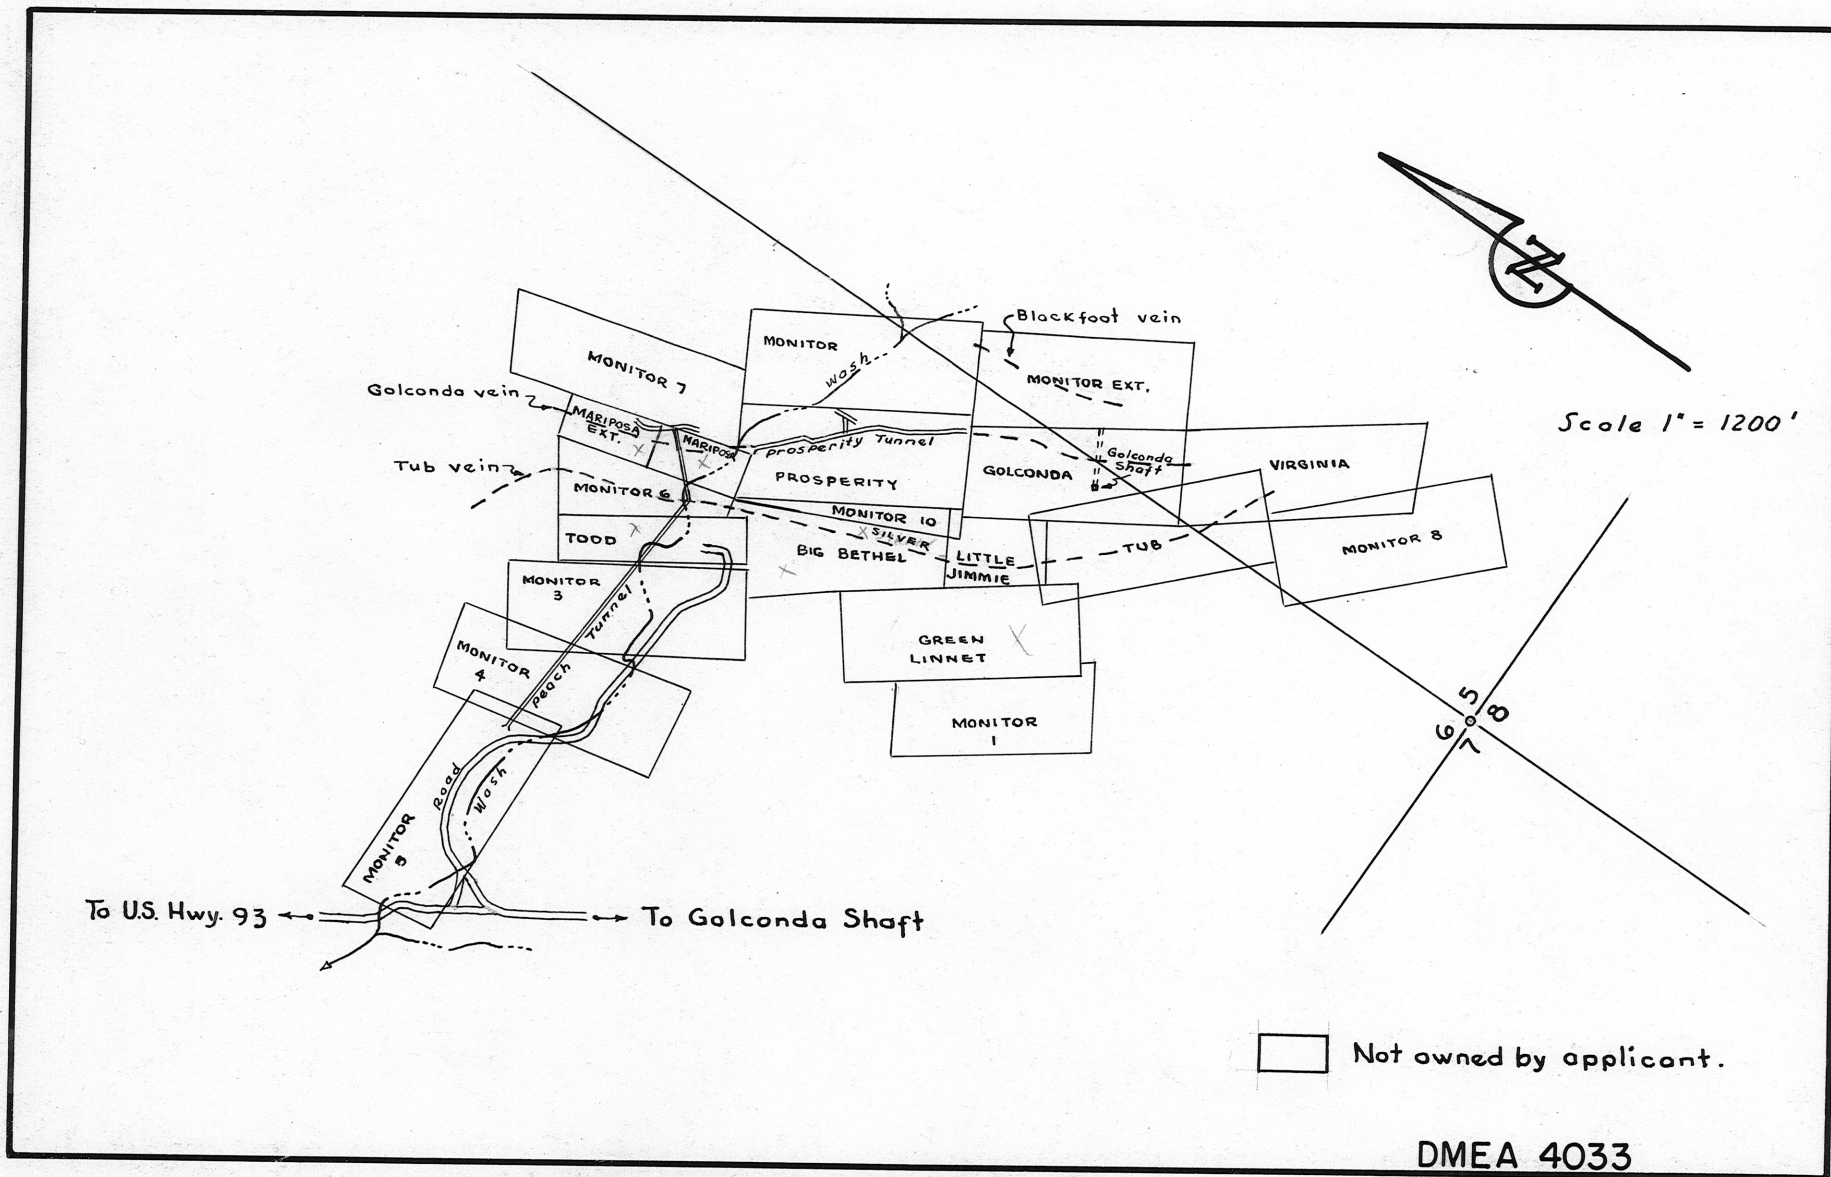 N
Scale 1" = 1200'
Blackfoot vein
MONITOR
MONITOR 7
wash
MONITOR EXT.
Golconda vein
MARIPOSA
EXT.
MARIPOSA
Prosperity Tunnel
Golconda
Shaft
GOLCONDA
VIRGINIA
Tub vein
MONITOR 6
PROSPERITY
MONITOR 10
SILVER
TODD
BIG BETHEL
LITTLE
JIMMIE
TUB
MONITOR 8
MONITOR
3
Peach Tunnel
GREEN
LINNET
MONITOR
4
MONITOR
1
5
6
8
7
Road
Wash
MONITOR
5
To U.S. Hwy. 93
To Golconda Shaft
Not owned by applicant.
DMEA 4033